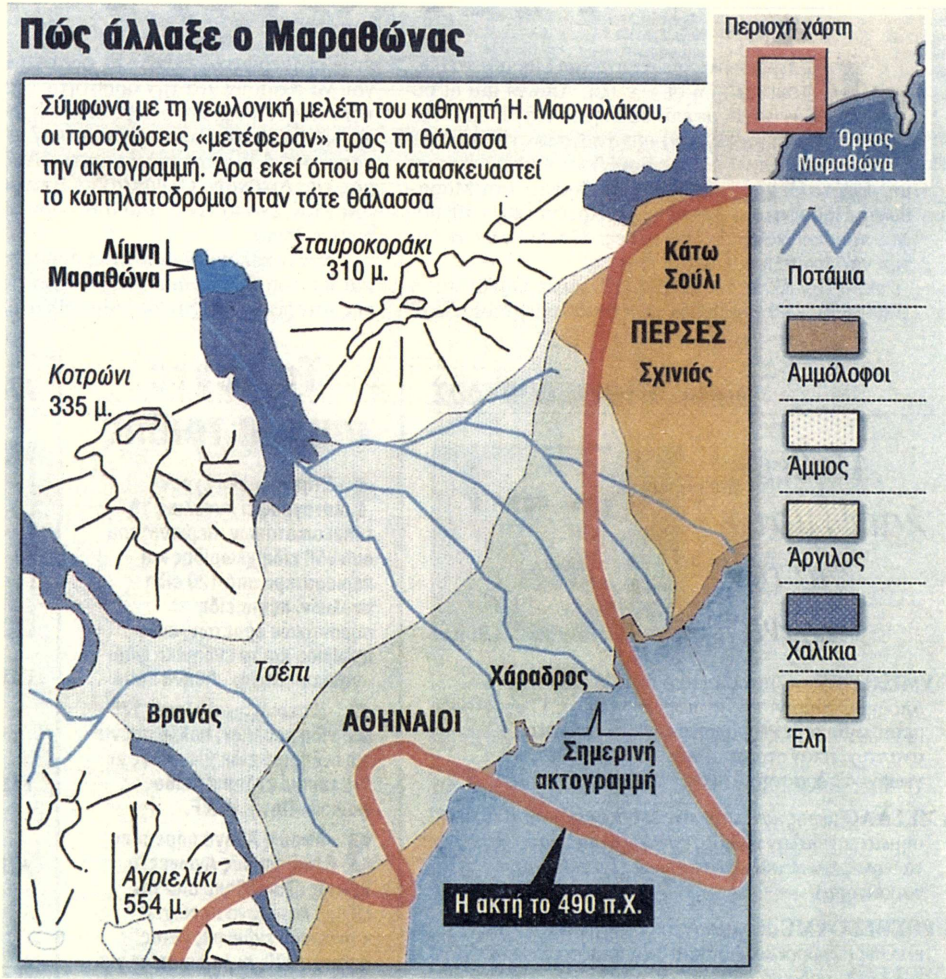 Πώς άλλαξε ο Μαραθώνας
Περιοχή χάρτη
Όρμος
Μαραθώνα
Σύμφωνα με τη γεωλογική μελέτη του καθηγητή Η. Μαργιολάκου,
οι προσχώσεις «μετέφεραν» προς τη θάλασσα
την ακτογραμμή. Άρα εκεί όπου θα κατασκευαστεί
το κωπηλατοδρόμιο ήταν τότε θάλασσα
Λίμνη
Μαραθώνα
Σταυροκοράκι
310 μ.
Κάτω
Σούλι
ΠΕΡΣΕΣ
Σχινιάς
Κοτρώνι
335 μ.
Τσέπι
Χάραδρος
Βρανάς
ΑΘΗΝΑΙΟΙ
Σημερινή
ακτογραμμή
Αγριελίκι
554 μ.
Η ακτή το 490 π.Χ.
Ποτάμια
Αμμόλοφοι
Άμμος
Άργιλος
Χαλίκια
Έλη